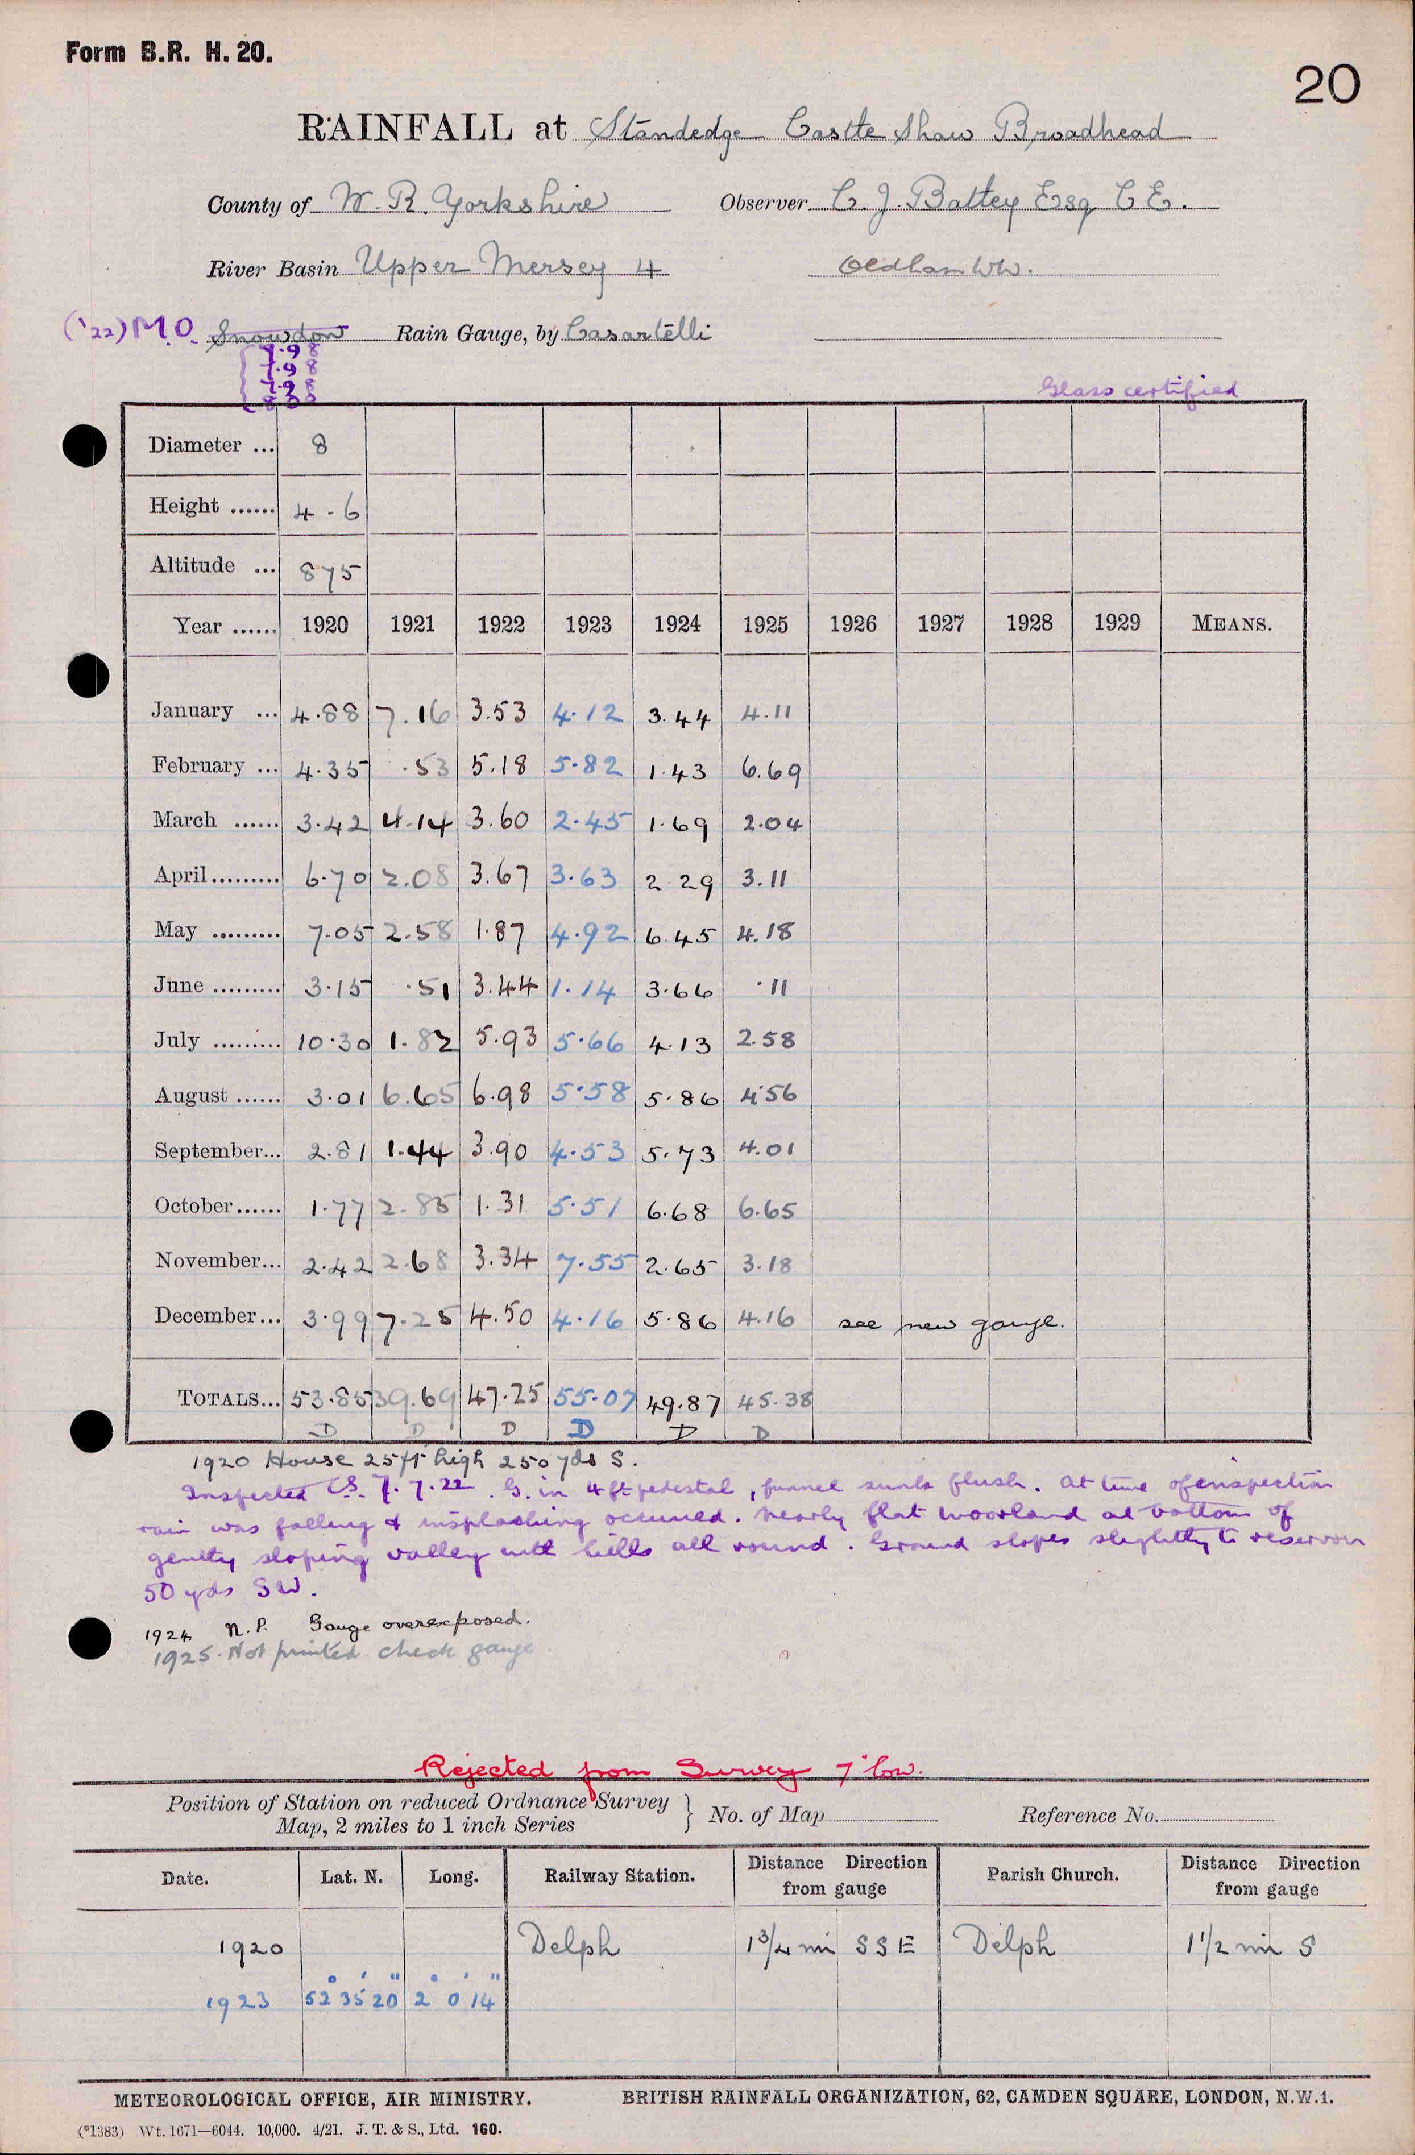 Form B.R. H. 20.
20
RAINFALL at Standedge Castle Shaw Broadhead
County of W. R. Yorkshire Observer C. J. Battey Esq C E.
River Basin Upper Mersey 4 Oldham WW.
('22) M.O. Snowdon Rain Gauge, by Casartelli
7.98
7.98
7.98
8.00
Glass certified
Diameter ... 8
Height ...... 4 - 6
Altitude ... 875
Year ...... 1920 1921 1922 1923 1924 1925 1926 1927 1928 1929 MEANS.
January ... 4.88 7.16 3.53 4.12 3.44 4.11
February ... 4.35 .53 5.18 5.82 1.43 6.69
March ...... 3.42 4.14 3.60 2.45 1.69 2.04
April ......... 6.70 2.08 3.67 3.63 2 29 3.11
May ......... 7.05 2.58 1.87 4.92 6.45 4.18
June ......... 3.15 .51 3.44 1.14 3.66 .11
July ......... 10.30 1.82 5.93 5.66 4.13 2.58
August ...... 3.01 6.65 6.98 5.58 5.86 4.56
September... 2.81 1.44 3.90 4.53 5.73 4.01
October...... 1.77 2.85 1.31 5.51 6.68 6.65
November... 2.42 2.68 3.34 7.55 2.65 3.18
December... 3.99 7.25 4.50 4.16 5.86 4.16 see new gauge.
TOTALS... 53.85 39.69 47.25 55.07 49.87 45.38
D D D D D D
1920 House 25ft high 250 yds S.
Inspected C.S. 7.7.22. G. in 4 ft pedestal, funnel sunk flush. At time of inspection
rain was falling & insplashing occurred. Nearly flat moorland at bottom of
gently sloping valley with hills all round. Ground slopes slightly to reservoir
50 yds SW.
1924 N.P. Gauge overexposed.
1925. Not printed check gauge
Rejected from Survey 7" low.
Position of Station on reduced Ordnance Survey
Map, 2 miles to 1 inch Series } No. of Map Reference No.
Date. Lat. N. Long. Railway Station. Distance Direction from gauge Parish Church. Distance Direction from gauge
1920 Delph 1 3/4 mi SSE Delph 1 1/2 mi S
1923 52° 35' 20" 2° 0' 14"
METEOROLOGICAL OFFICE, AIR MINISTRY. BRITISH RAINFALL ORGANIZATION, 62, CAMDEN SQUARE, LONDON, N.W.1.
(*1383) Wt. 1671—6044. 10,000. 4/21. J. T. & S., Ltd. 160.